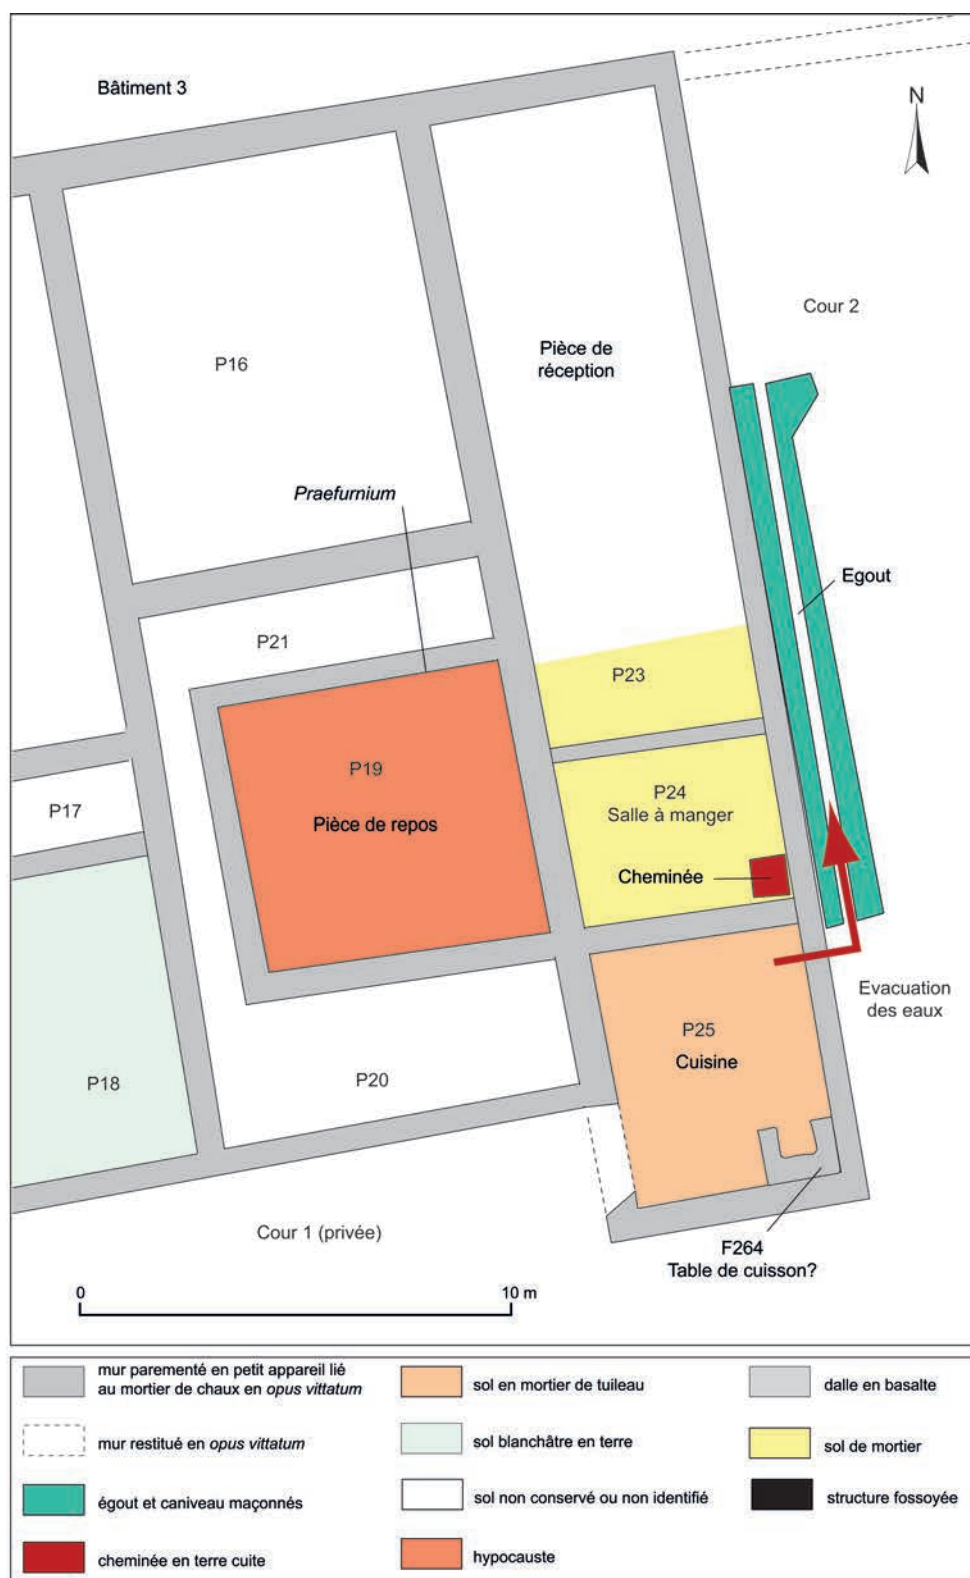 Bâtiment 3
N
Cour 2
P16
Pièce de
réception
Praefurnium
Egout
P21
P23
P19
Pièce de repos
P24
Salle à manger
P17
Cheminée
Evacuation
des eaux
P25
Cuisine
P18
P20
Cour 1 (privée)
F264
Table de cuisson?
0
10 m
mur parementé en petit appareil lié
au mortier de chaux en opus vittatum
sol en mortier de tuileau
dalle en basalte
mur restitué en opus vittatum
sol blanchâtre en terre
sol de mortier
égout et caniveau maçonnés
sol non conservé ou non identifié
structure fossoyée
cheminée en terre cuite
hypocauste